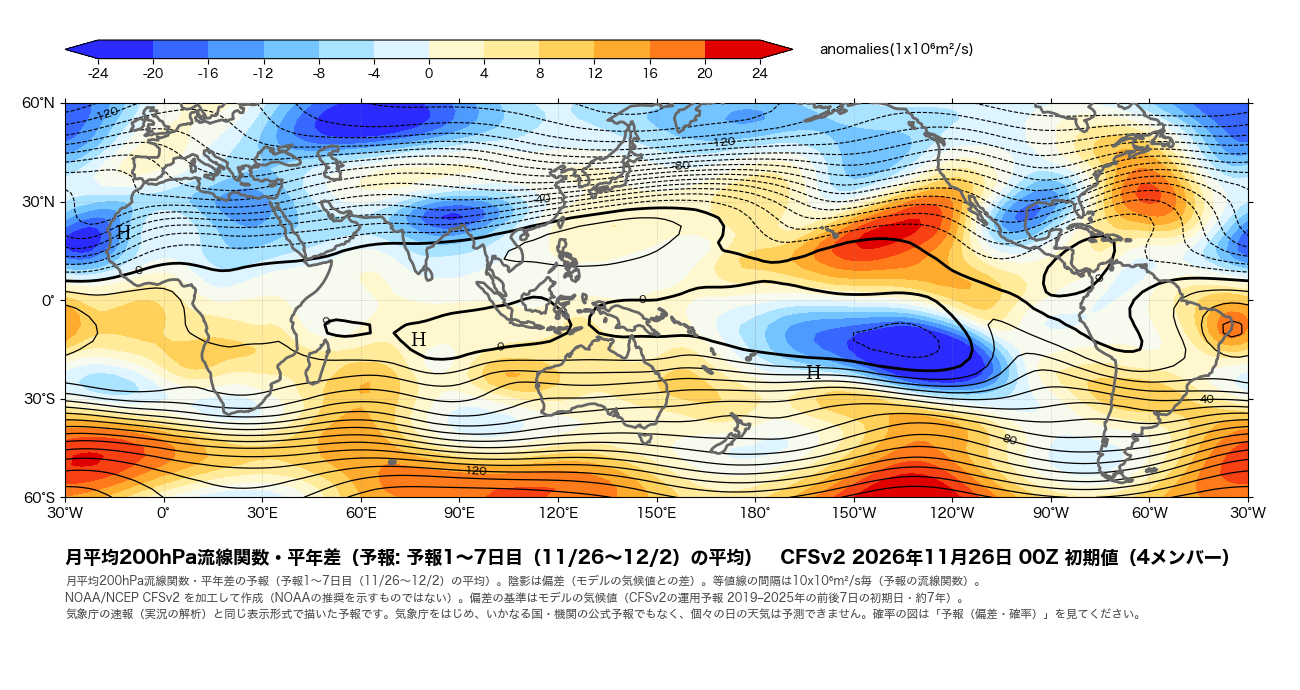 anomalies(1x10⁶m²/s)
-24 -20 -16 -12 -8 -4 0 4 8 12 16 20 24
60°N
30°N
0°
30°S
60°S
120
120
80
40
H
0
0
0
H
0
0
H
40
80
120
30°W 0° 30°E 60°E 90°E 120°E 150°E 180° 150°W 120°W 90°W 60°W 30°W
月平均200hPa流線関数・平年差（予報: 予報1〜7日目（11/26〜12/2）の平均） CFSv2 2026年11月26日 00Z 初期値（4メンバー）
月平均200hPa流線関数・平年差の予報（予報1〜7日目（11/26〜12/2）の平均）。陰影は偏差（モデルの気候値との差）。等値線の間隔は10x10⁶m²/s毎（予報の流線関数）。
NOAA/NCEP CFSv2 を加工して作成（NOAAの推奨を示すものではない）。偏差の基準はモデルの気候値（CFSv2の運用予報 2019–2025年の前後7日の初期日・約7年）。
気象庁の速報（実況の解析）と同じ表示形式で描いた予報です。気象庁をはじめ、いかなる国・機関の公式予報でもなく、個々の日の天気は予測できません。確率の図は「予報（偏差・確率）」を見てください。